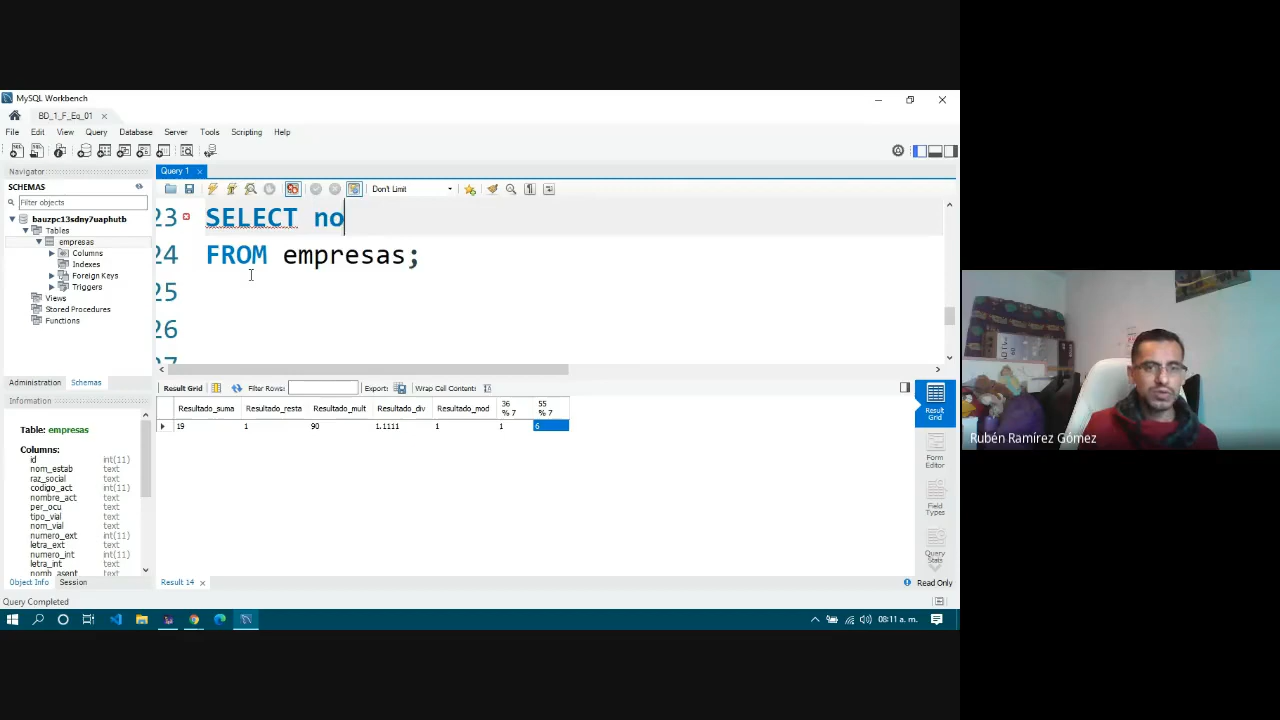 MySQL Workbench
BD_1_F_Eq_01
File Edit View Query Database Server Tools Scripting Help
Navigator
SCHEMAS
Filter objects
bauzpc13sdny7uaphutb
Tables
empresas
Columns
Indexes
Foreign Keys
Triggers
Views
Stored Procedures
Functions
Administration Schemas
Information
Table: empresas
Columns:
id int(11)
nom_estab text
raz_social text
codigo_act int(11)
nombre_act text
per_ocu text
tipo_vial text
nom_vial text
numero_ext int(11)
letra_ext text
numero_int int(11)
letra_int text
nomb_asent text
Object Info Session
Query Completed
Query 1
Don't Limit
23 SELECT no
24 FROM empresas;
25
26
27
Result Grid Filter Rows: Export: Wrap Cell Content:
Resultado_suma Resultado_resta Resultado_mult Resultado_div Resultado_mod 36 % 7 55 % 7
19 1 90 1.1111 1 1 6
Result Grid
Form Editor
Field Types
Query Stats
Result 14
Read Only
08:11 a. m.
Rubén Ramírez Gómez